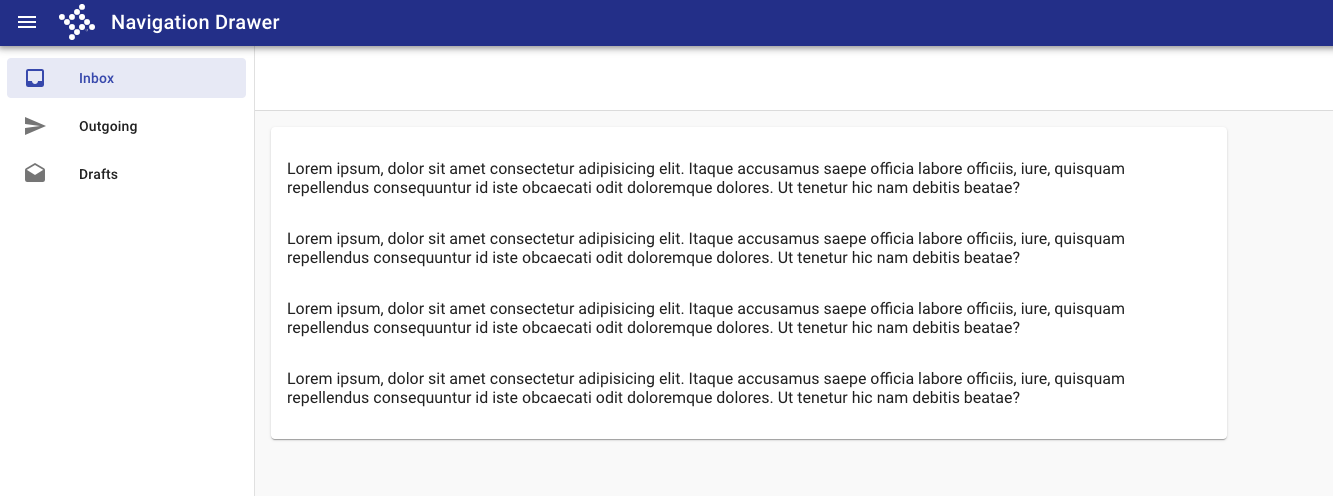 Navigation Drawer
Inbox
Outgoing
Drafts
Lorem ipsum, dolor sit amet consectetur adipisicing elit. Itaque accusamus saepe officia labore officiis, iure, quisquam
repellendus consequuntur id iste obcaecati odit doloremque dolores. Ut tenetur hic nam debitis beatae?
Lorem ipsum, dolor sit amet consectetur adipisicing elit. Itaque accusamus saepe officia labore officiis, iure, quisquam
repellendus consequuntur id iste obcaecati odit doloremque dolores. Ut tenetur hic nam debitis beatae?
Lorem ipsum, dolor sit amet consectetur adipisicing elit. Itaque accusamus saepe officia labore officiis, iure, quisquam
repellendus consequuntur id iste obcaecati odit doloremque dolores. Ut tenetur hic nam debitis beatae?
Lorem ipsum, dolor sit amet consectetur adipisicing elit. Itaque accusamus saepe officia labore officiis, iure, quisquam
repellendus consequuntur id iste obcaecati odit doloremque dolores. Ut tenetur hic nam debitis beatae?